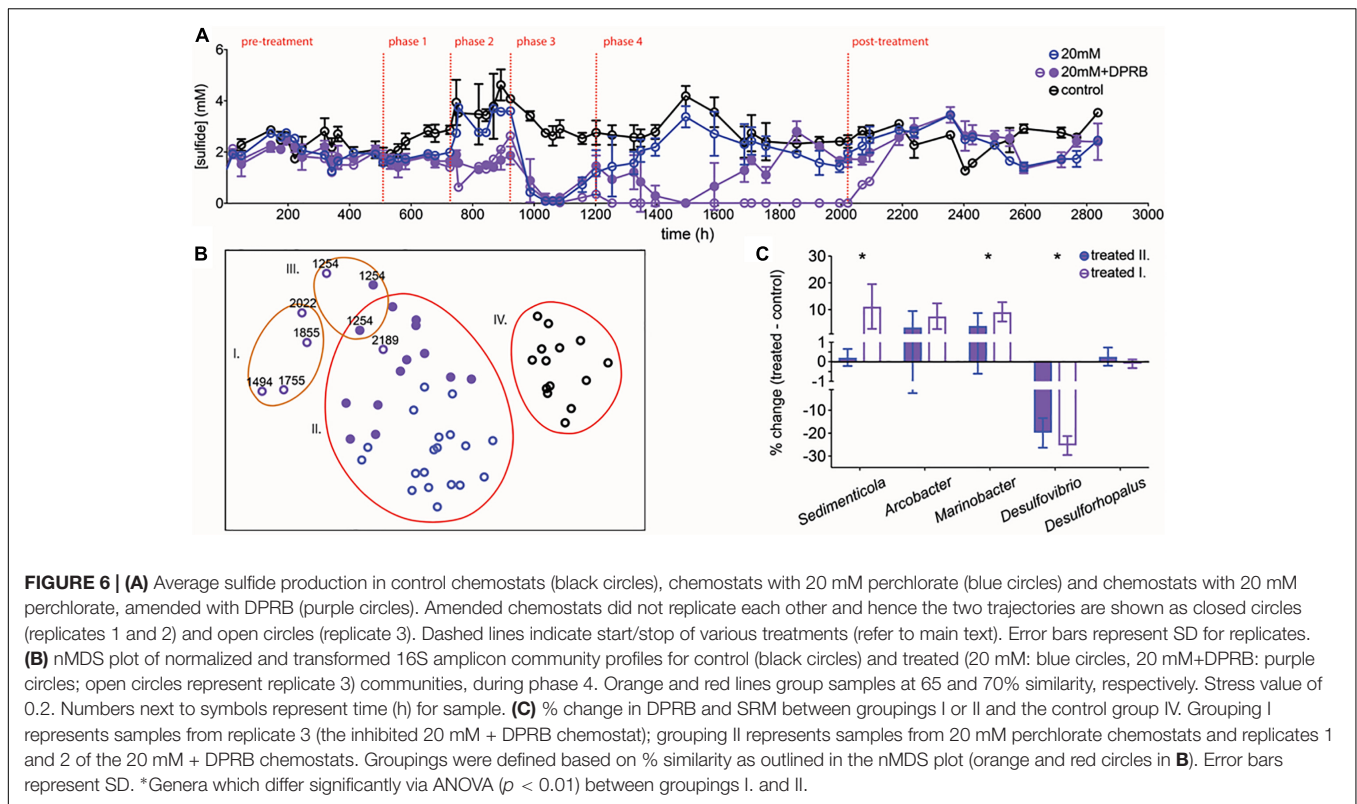 A
pre-treatment
phase 1
phase 2
phase 3
phase 4
post-treatment
20mM
20mM+DPRB
control
[sulfide] (mM)
6
4
2
0
200
400
600
800
1000
1200
1400
1600
1800
2000
2200
2400
2600
2800
3000
time (h)
B
III.
1254
1254
2022
1254
1855
2189
I.
1494
1755
II.
IV.
C
treated II.
treated I.
% change (treated - control)
30
20
10
1
0
-1
-10
-20
-30
*
*
*
Sedimenticola
Arcobacter
Marinobacter
Desulfovibrio
Desulforhopalus
FIGURE 6 | (A) Average sulfide production in control chemostats (black circles), chemostats with 20 mM perchlorate (blue circles) and chemostats with 20 mM
perchlorate, amended with DPRB (purple circles). Amended chemostats did not replicate each other and hence the two trajectories are shown as closed circles
(replicates 1 and 2) and open circles (replicate 3). Dashed lines indicate start/stop of various treatments (refer to main text). Error bars represent SD for replicates.
(B) nMDS plot of normalized and transformed 16S amplicon community profiles for control (black circles) and treated (20 mM: blue circles, 20 mM+DPRB: purple
circles; open circles represent replicate 3) communities, during phase 4. Orange and red lines group samples at 65 and 70% similarity, respectively. Stress value of
0.2. Numbers next to symbols represent time (h) for sample. (C) % change in DPRB and SRM between groupings I or II and the control group IV. Grouping I
represents samples from replicate 3 (the inhibited 20 mM + DPRB chemostat); grouping II represents samples from 20 mM perchlorate chemostats and replicates 1
and 2 of the 20 mM + DPRB chemostats. Groupings were defined based on % similarity as outlined in the nMDS plot (orange and red circles in B). Error bars
represent SD. *Genera which differ significantly via ANOVA (p < 0.01) between groupings I. and II.